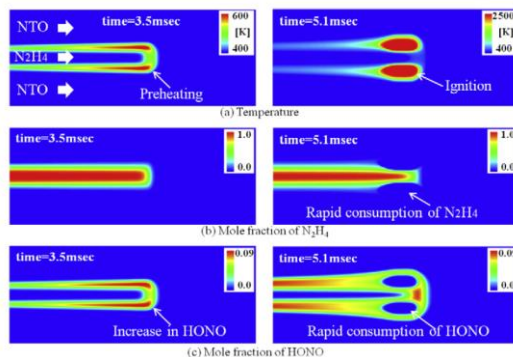 NTO
time=3.5msec
600
[K]
400
N2H4
NTO
Preheating
time=5.1msec
2500
[K]
400
Ignition
(a) Temperature
time=3.5msec
1.0
0.0
time=5.1msec
1.0
0.0
Rapid consumption of N2H4
(b) Mole fraction of N2H4
time=3.5msec
0.09
0.0
Increase in HONO
time=5.1msec
0.09
0.0
Rapid consumption of HONO
(c) Mole fraction of HONO